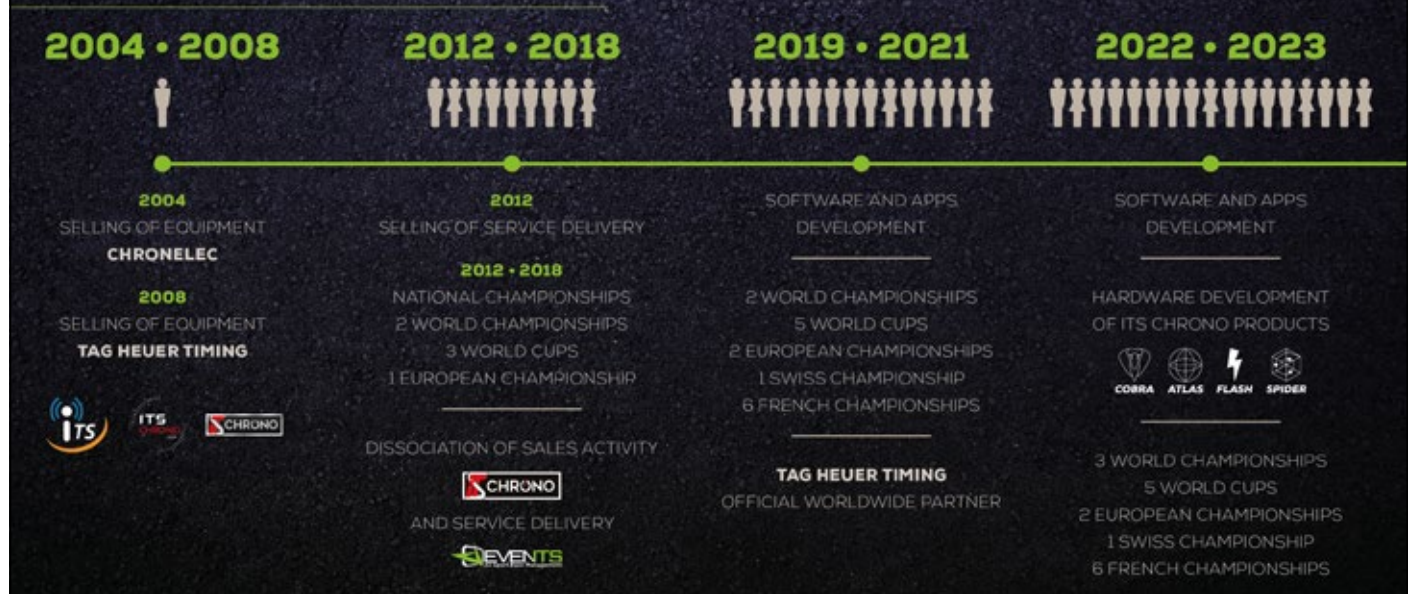 2004 • 2008
2004
SELLING OF EQUIPMENT
CHRONELEC
2008
SELLING OF EQUIPMENT
TAG HEUER TIMING
iTS
ITS
CHRONO
CHRONO
2012 • 2018
2012
SELLING OF SERVICE DELIVERY
2012 • 2018
NATIONAL CHAMPIONSHIPS
2 WORLD CHAMPIONSHIPS
3 WORLD CUPS
1 EUROPEAN CHAMPIONSHIP
DISSOCIATION OF SALES ACTIVITY
CHRONO
AND SERVICE DELIVERY
EVENTS
2019 • 2021
SOFTWARE AND APPS
DEVELOPMENT
2 WORLD CHAMPIONSHIPS
5 WORLD CUPS
2 EUROPEAN CHAMPIONSHIPS
1 SWISS CHAMPIONSHIP
6 FRENCH CHAMPIONSHIPS
TAG HEUER TIMING
OFFICIAL WORLDWIDE PARTNER
2022 • 2023
SOFTWARE AND APPS
DEVELOPMENT
HARDWARE DEVELOPMENT
OF ITS CHRONO PRODUCTS
COBRA ATLAS FLASH SPIDER
3 WORLD CHAMPIONSHIPS
5 WORLD CUPS
2 EUROPEAN CHAMPIONSHIPS
1 SWISS CHAMPIONSHIP
6 FRENCH CHAMPIONSHIPS